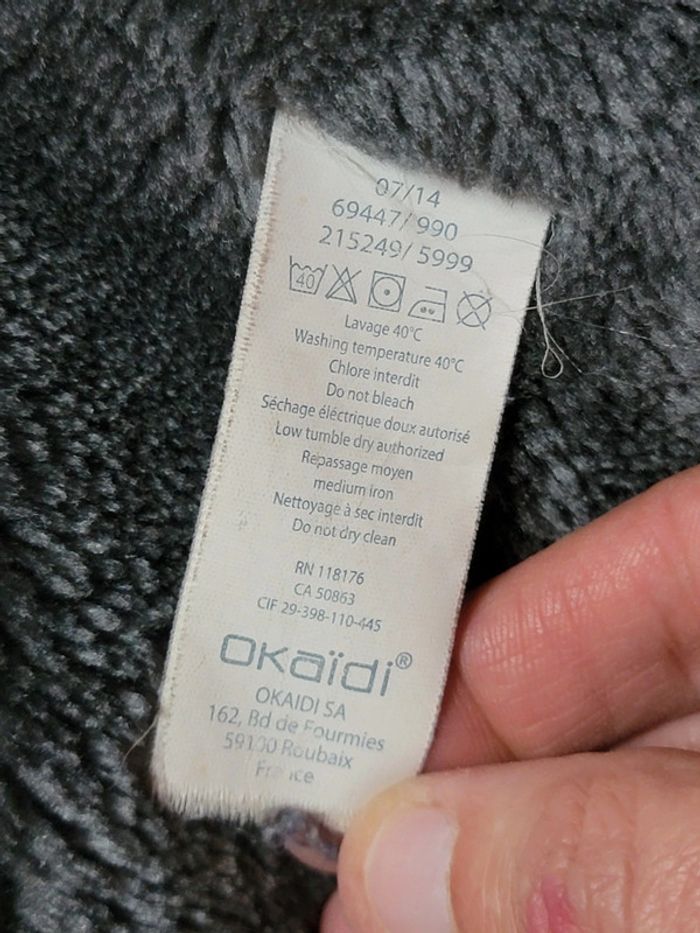 07/14
69447/990
215249/5999
40
Lavage 40°C
Washing temperature 40°C
Chlore interdit
Do not bleach
Séchage éléctrique doux autorisé
Low tumble dry authorized
Repassage moyen
medium iron
Nettoyage à sec interdit
Do not dry clean
RN 118176
CA 50863
CIF 29-398-110-445
OKaïdi®
OKAIDI SA
162, Bd de Fourmies
59100 Roubaix
France